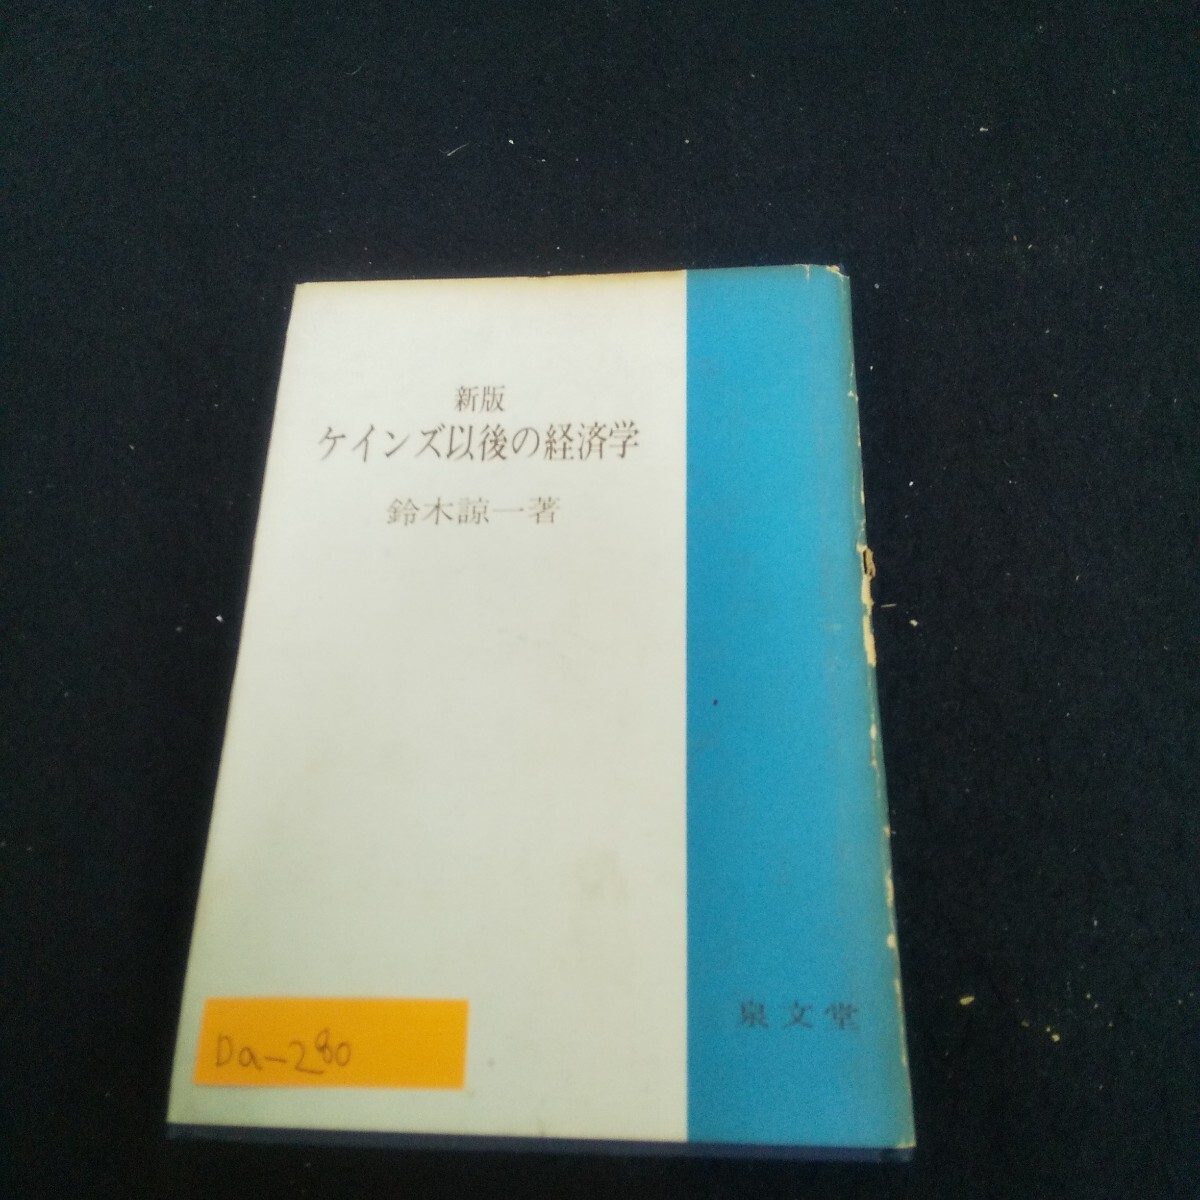 新版
ケインズ以後の経済学
鈴木諒一著
泉文堂
Da-280